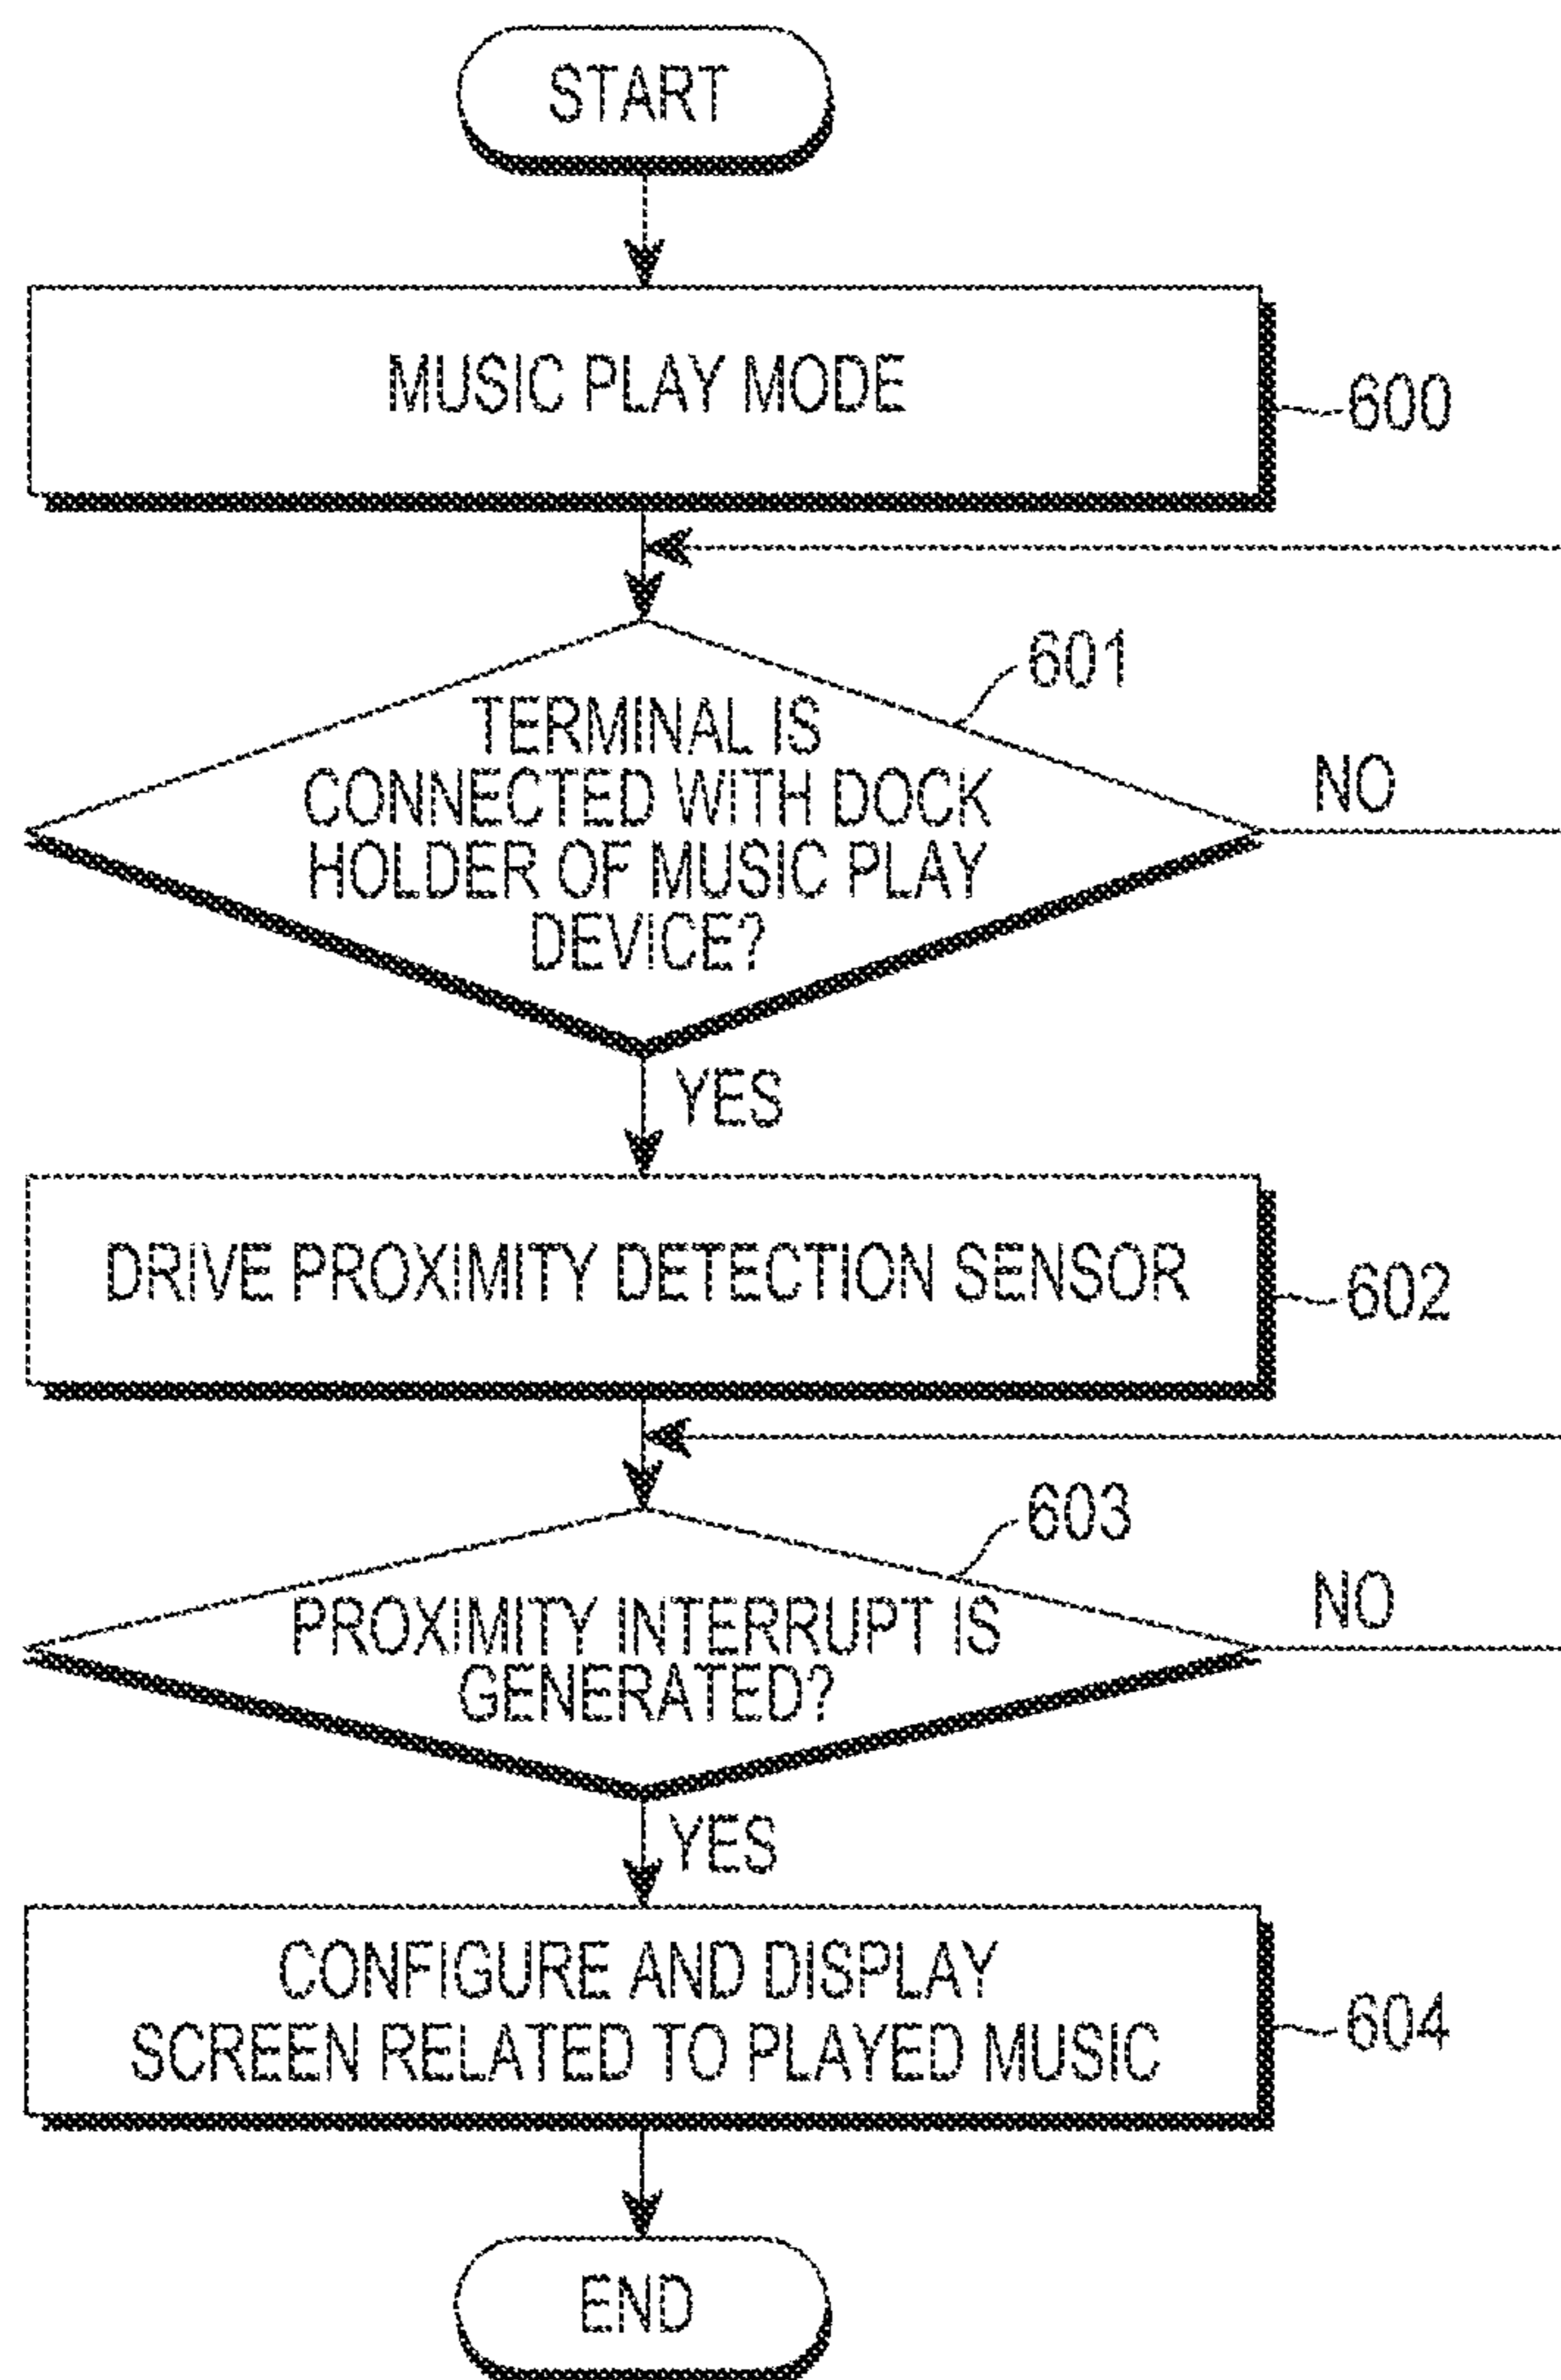 START
MUSIC PLAY MODE
600
601
TERMINAL IS
CONNECTED WITH DOCK
HOLDER OF MUSIC PLAY
DEVICE?
NO
YES
DRIVE PROXIMITY DETECTION SENSOR
602
603
PROXIMITY INTERRUPT IS
GENERATED?
NO
YES
CONFIGURE AND DISPLAY
SCREEN RELATED TO PLAYED MUSIC
604
END